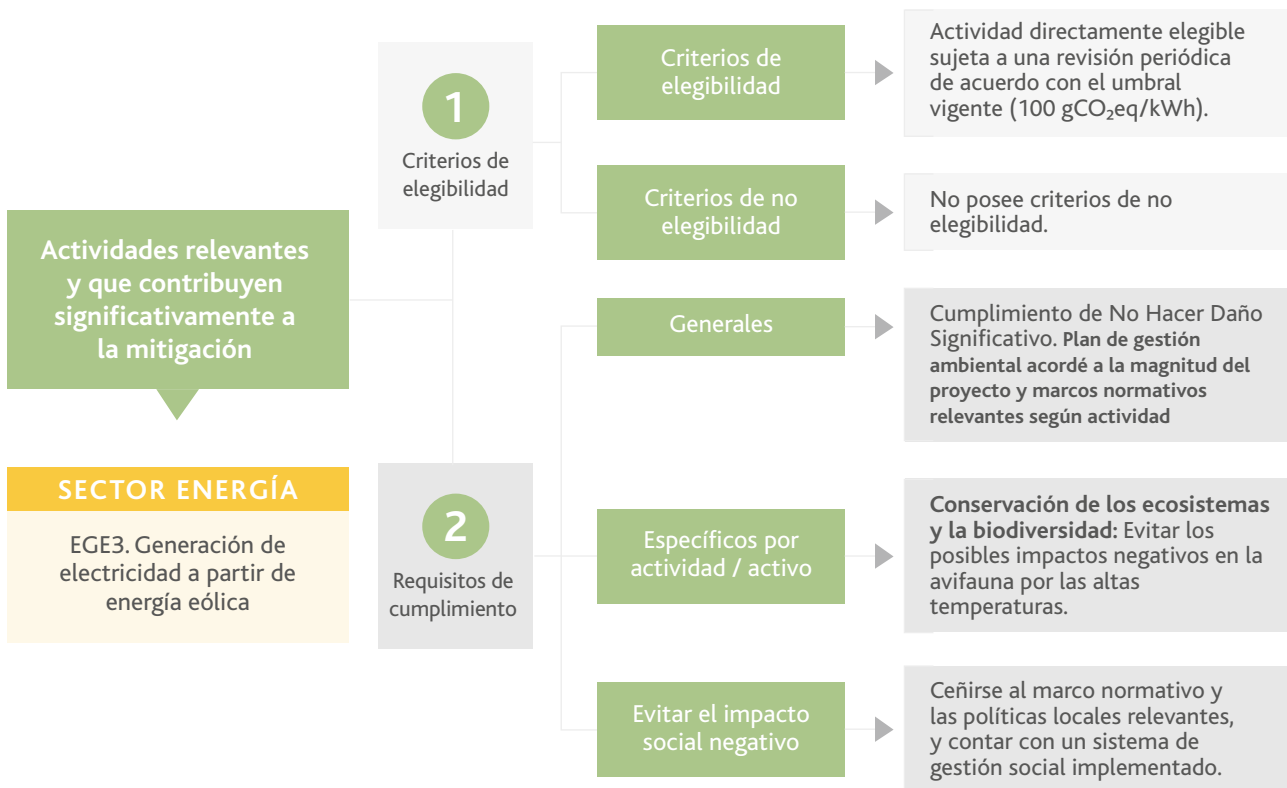 Actividades relevantes
y que contribuyen
significativamente a
la mitigación
SECTOR ENERGÍA
EGE3. Generación de
electricidad a partir de
energía eólica
1
Criterios de
elegibilidad
Criterios de
elegibilidad
Actividad directamente elegible
sujeta a una revisión periódica
de acuerdo con el umbral
vigente (100 gCO₂eq/kWh).
Criterios de no
elegibilidad
No posee criterios de no
elegibilidad.
2
Requisitos de
cumplimiento
Generales
Cumplimiento de No Hacer Daño
Significativo. Plan de gestión
ambiental acordé a la magnitud del
proyecto y marcos normativos
relevantes según actividad
Específicos por
actividad / activo
Conservación de los ecosistemas
y la biodiversidad: Evitar los
posibles impactos negativos en la
avifauna por las altas
temperaturas.
Evitar el impacto
social negativo
Ceñirse al marco normativo y
las políticas locales relevantes,
y contar con un sistema de
gestión social implementado.